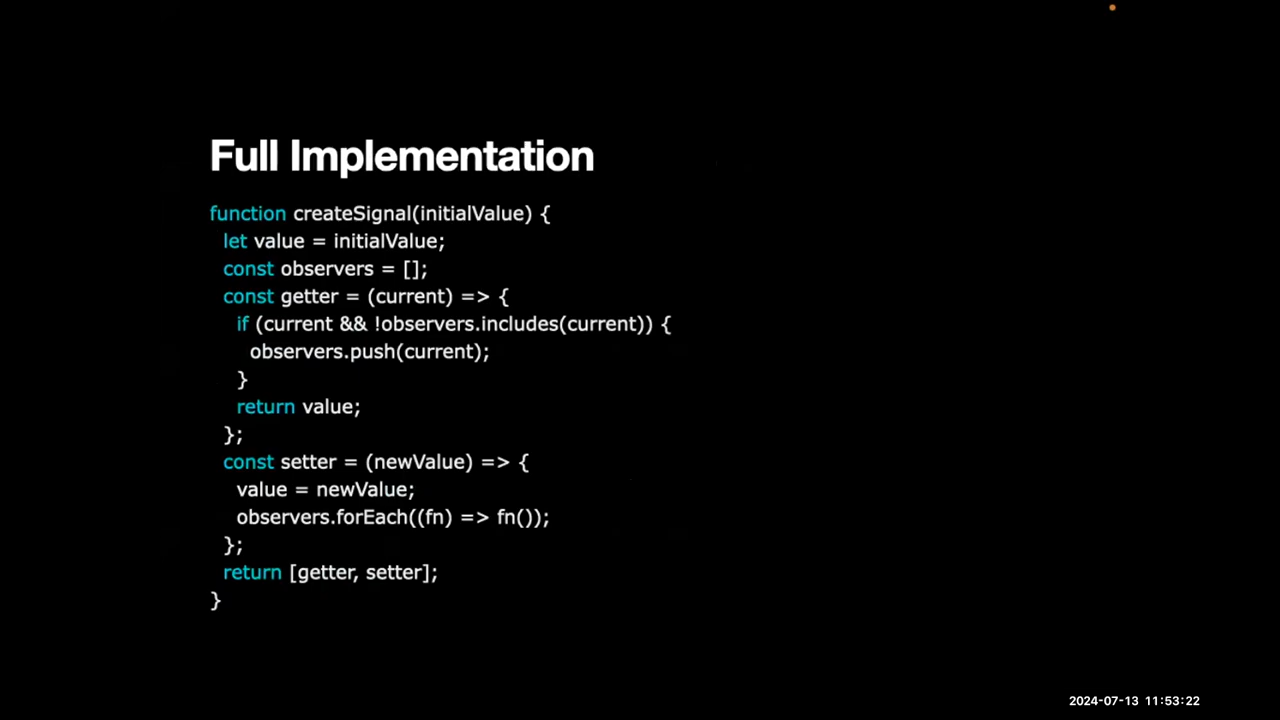 Full Implementation
function createSignal(initialValue) {
  let value = initialValue;
  const observers = [];
  const getter = (current) => {
    if (current && !observers.includes(current)) {
      observers.push(current);
    }
    return value;
  };
  const setter = (newValue) => {
    value = newValue;
    observers.forEach((fn) => fn());
  };
  return [getter, setter];
}
2024-07-13 11:53:22